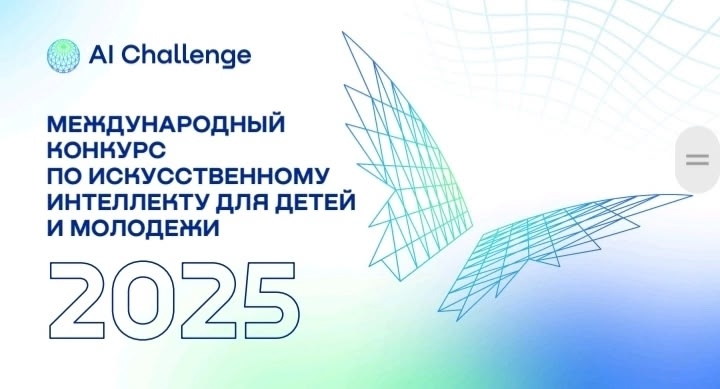 AI Challenge
МЕЖДУНАРОДНЫЙ
КОНКУРС
ПО ИСКУССТВЕННОМУ
ИНТЕЛЛЕКТУ ДЛЯ ДЕТЕЙ
И МОЛОДЕЖИ
2025